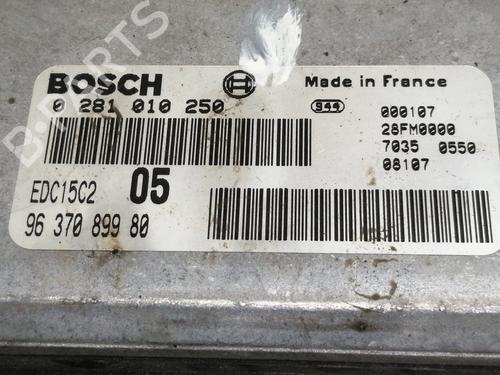 B-PARTS
BOSCH
Made in France
0 281 010 250
944
000107
28FM0000
7035 0550
08107
EDC15C2
05
96 370 899 80